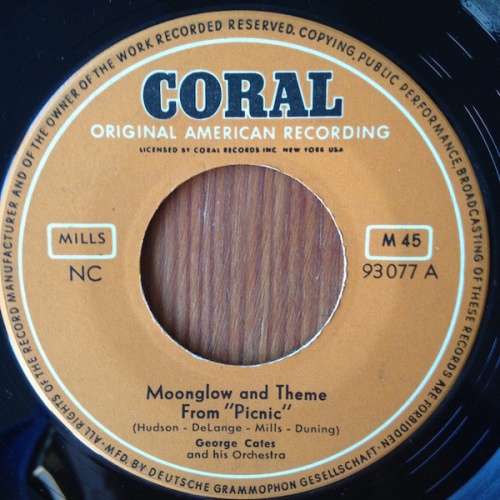 ALL RIGHTS OF THE RECORD MANUFACTURER AND OF THE OWNER OF THE WORK RECORDED RESERVED. COPYING, PUBLIC PERFORMANCE, BROADCASTING OF THESE RECORDS ARE FORBIDDEN
CORAL
ORIGINAL AMERICAN RECORDING
LICENSED BY CORAL RECORDS INC. NEW YORK USA
MILLS
NC
M 45
93077 A
Moonglow and Theme
From "Picnic"
(Hudson - DeLange - Mills - Duning)
George Cates
and his Orchestra
· MFD. BY DEUTSCHE GRAMMOPHON GESELLSCHAFT ·